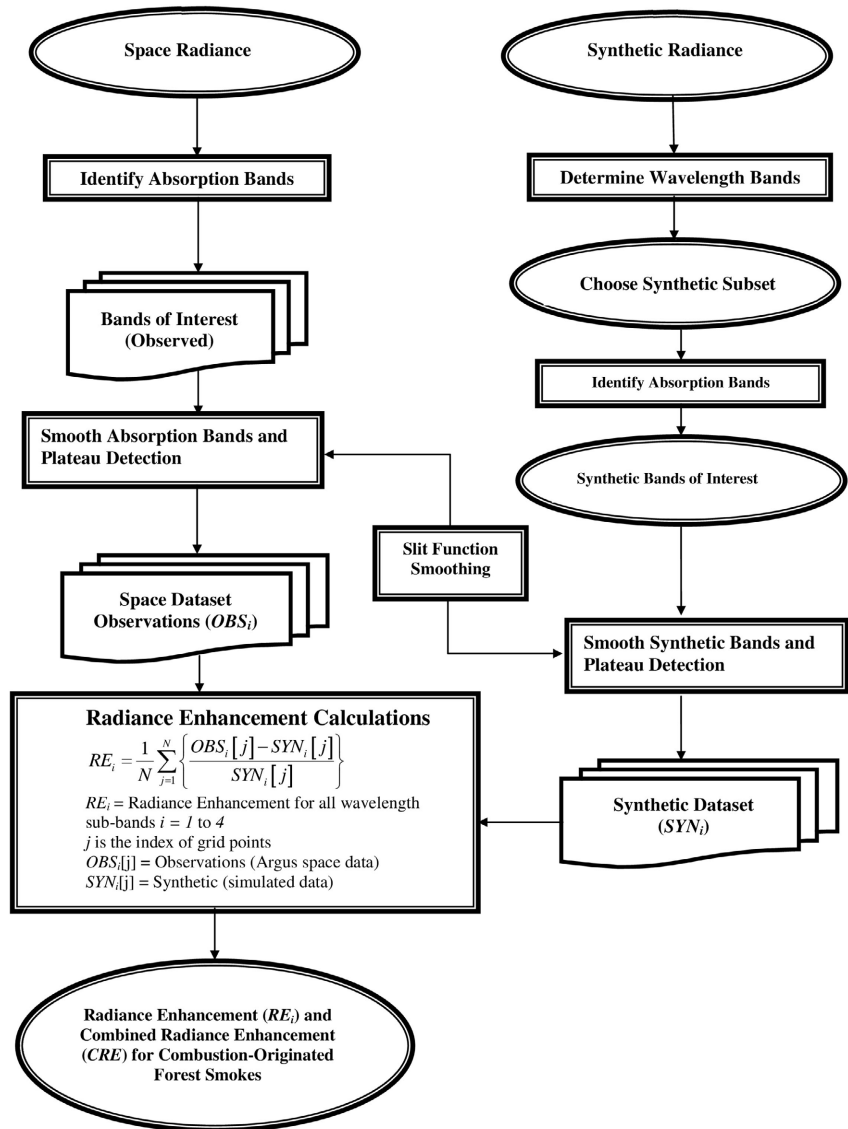 Space Radiance
Identify Absorption Bands
Bands of Interest
(Observed)
Smooth Absorption Bands and
Plateau Detection
Space Dataset
Observations (OBSi)
Synthetic Radiance
Determine Wavelength Bands
Choose Synthetic Subset
Identify Absorption Bands
Synthetic Bands of Interest
Slit Function
Smoothing
Smooth Synthetic Bands and
Plateau Detection
Synthetic Dataset
(SYNi)
Radiance Enhancement Calculations
REi = 1/N ∑_{j=1}^{N} { (OBSi[j] − SYNi[j]) / SYNi[j] }
REi = Radiance Enhancement for all wavelength
sub-bands i = 1 to 4
j is the index of grid points
OBSi[j] = Observations (Argus space data)
SYNi[j] = Synthetic (simulated data)
Radiance Enhancement (REi) and
Combined Radiance Enhancement
(CRE) for Combustion-Originated
Forest Smokes